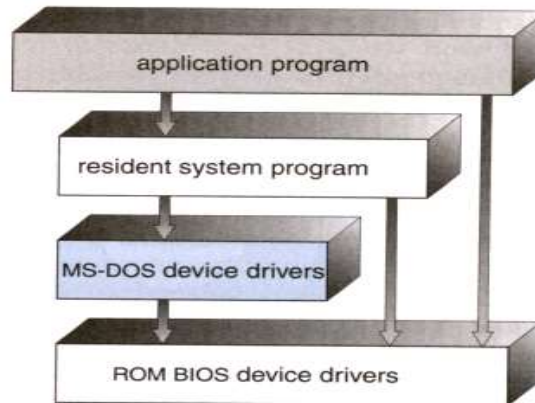 application program
resident system program
MS-DOS device drivers
ROM BIOS device drivers